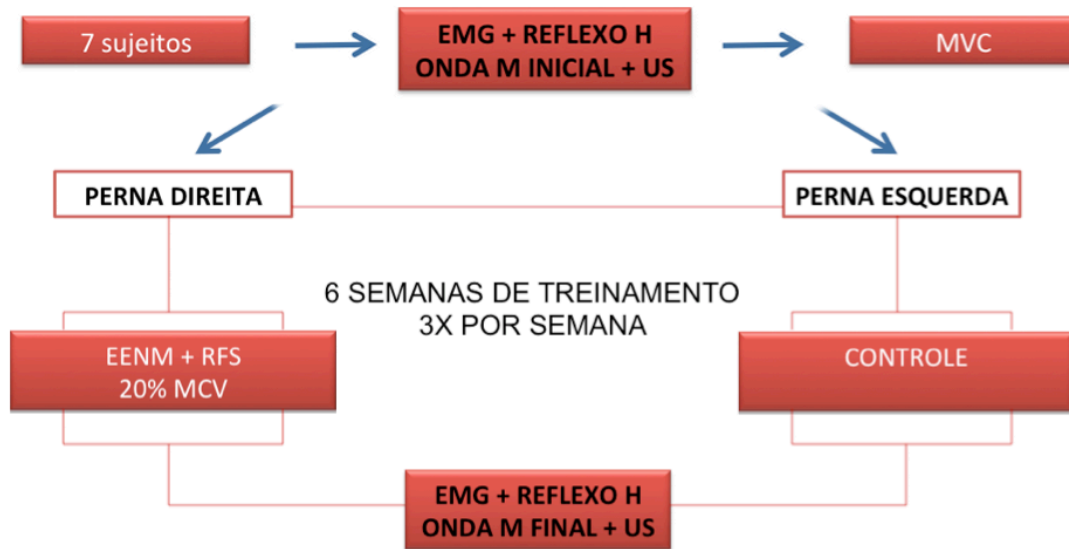 7 sujeitos
EMG + REFLEXO H
ONDA M INICIAL + US
MVC
PERNA DIREITA
PERNA ESQUERDA
6 SEMANAS DE TREINAMENTO
3X POR SEMANA
EENM + RFS
20% MCV
CONTROLE
EMG + REFLEXO H
ONDA M FINAL + US